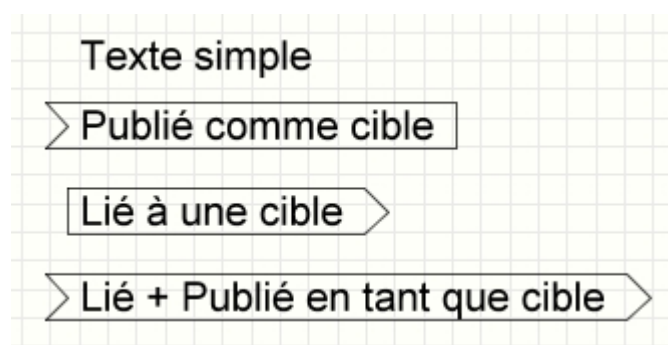 Texte simple
Publié comme cible
Lié à une cible
Lié + Publié en tant que cible